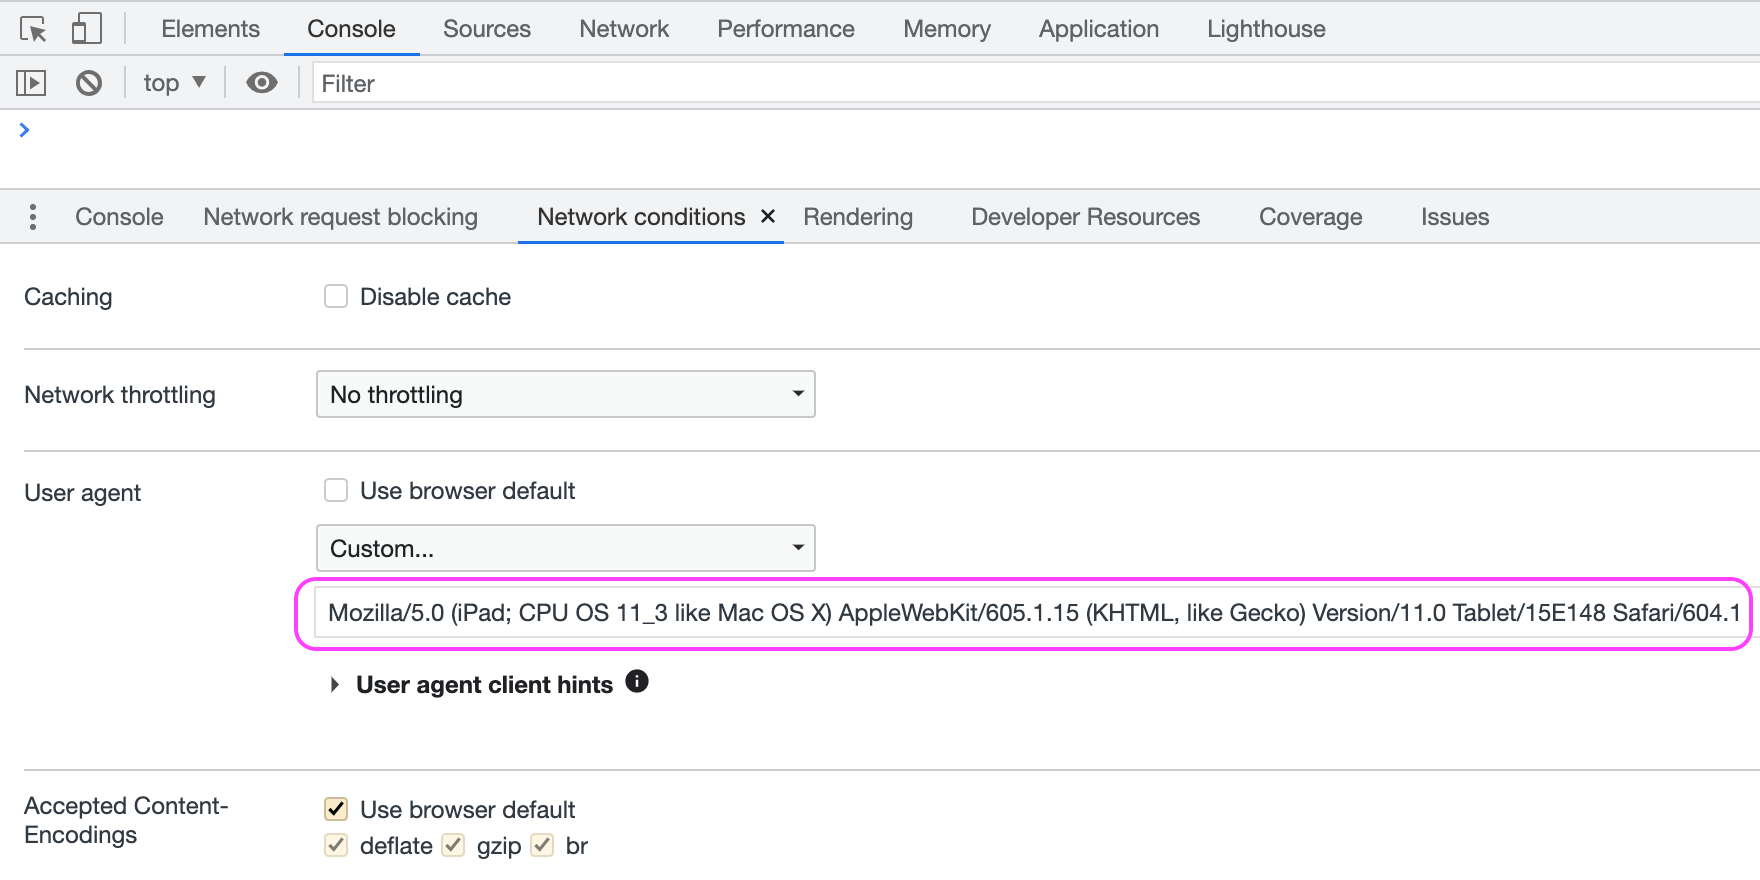 Elements Console Sources Network Performance Memory Application Lighthouse
top Filter
Console Network request blocking Network conditions Rendering Developer Resources Coverage Issues
Caching Disable cache
Network throttling No throttling
User agent Use browser default
Custom...
Mozilla/5.0 (iPad; CPU OS 11_3 like Mac OS X) AppleWebKit/605.1.15 (KHTML, like Gecko) Version/11.0 Tablet/15E148 Safari/604.1
User agent client hints
Accepted Content-
Encodings
Use browser default
deflate gzip br